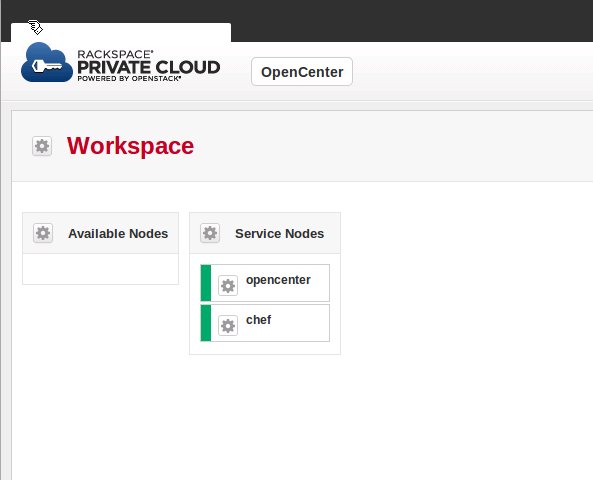 RACKSPACE®
PRIVATE CLOUD
POWERED BY OPENSTACK®
OpenCenter
Workspace
Available Nodes
Service Nodes
opencenter
chef